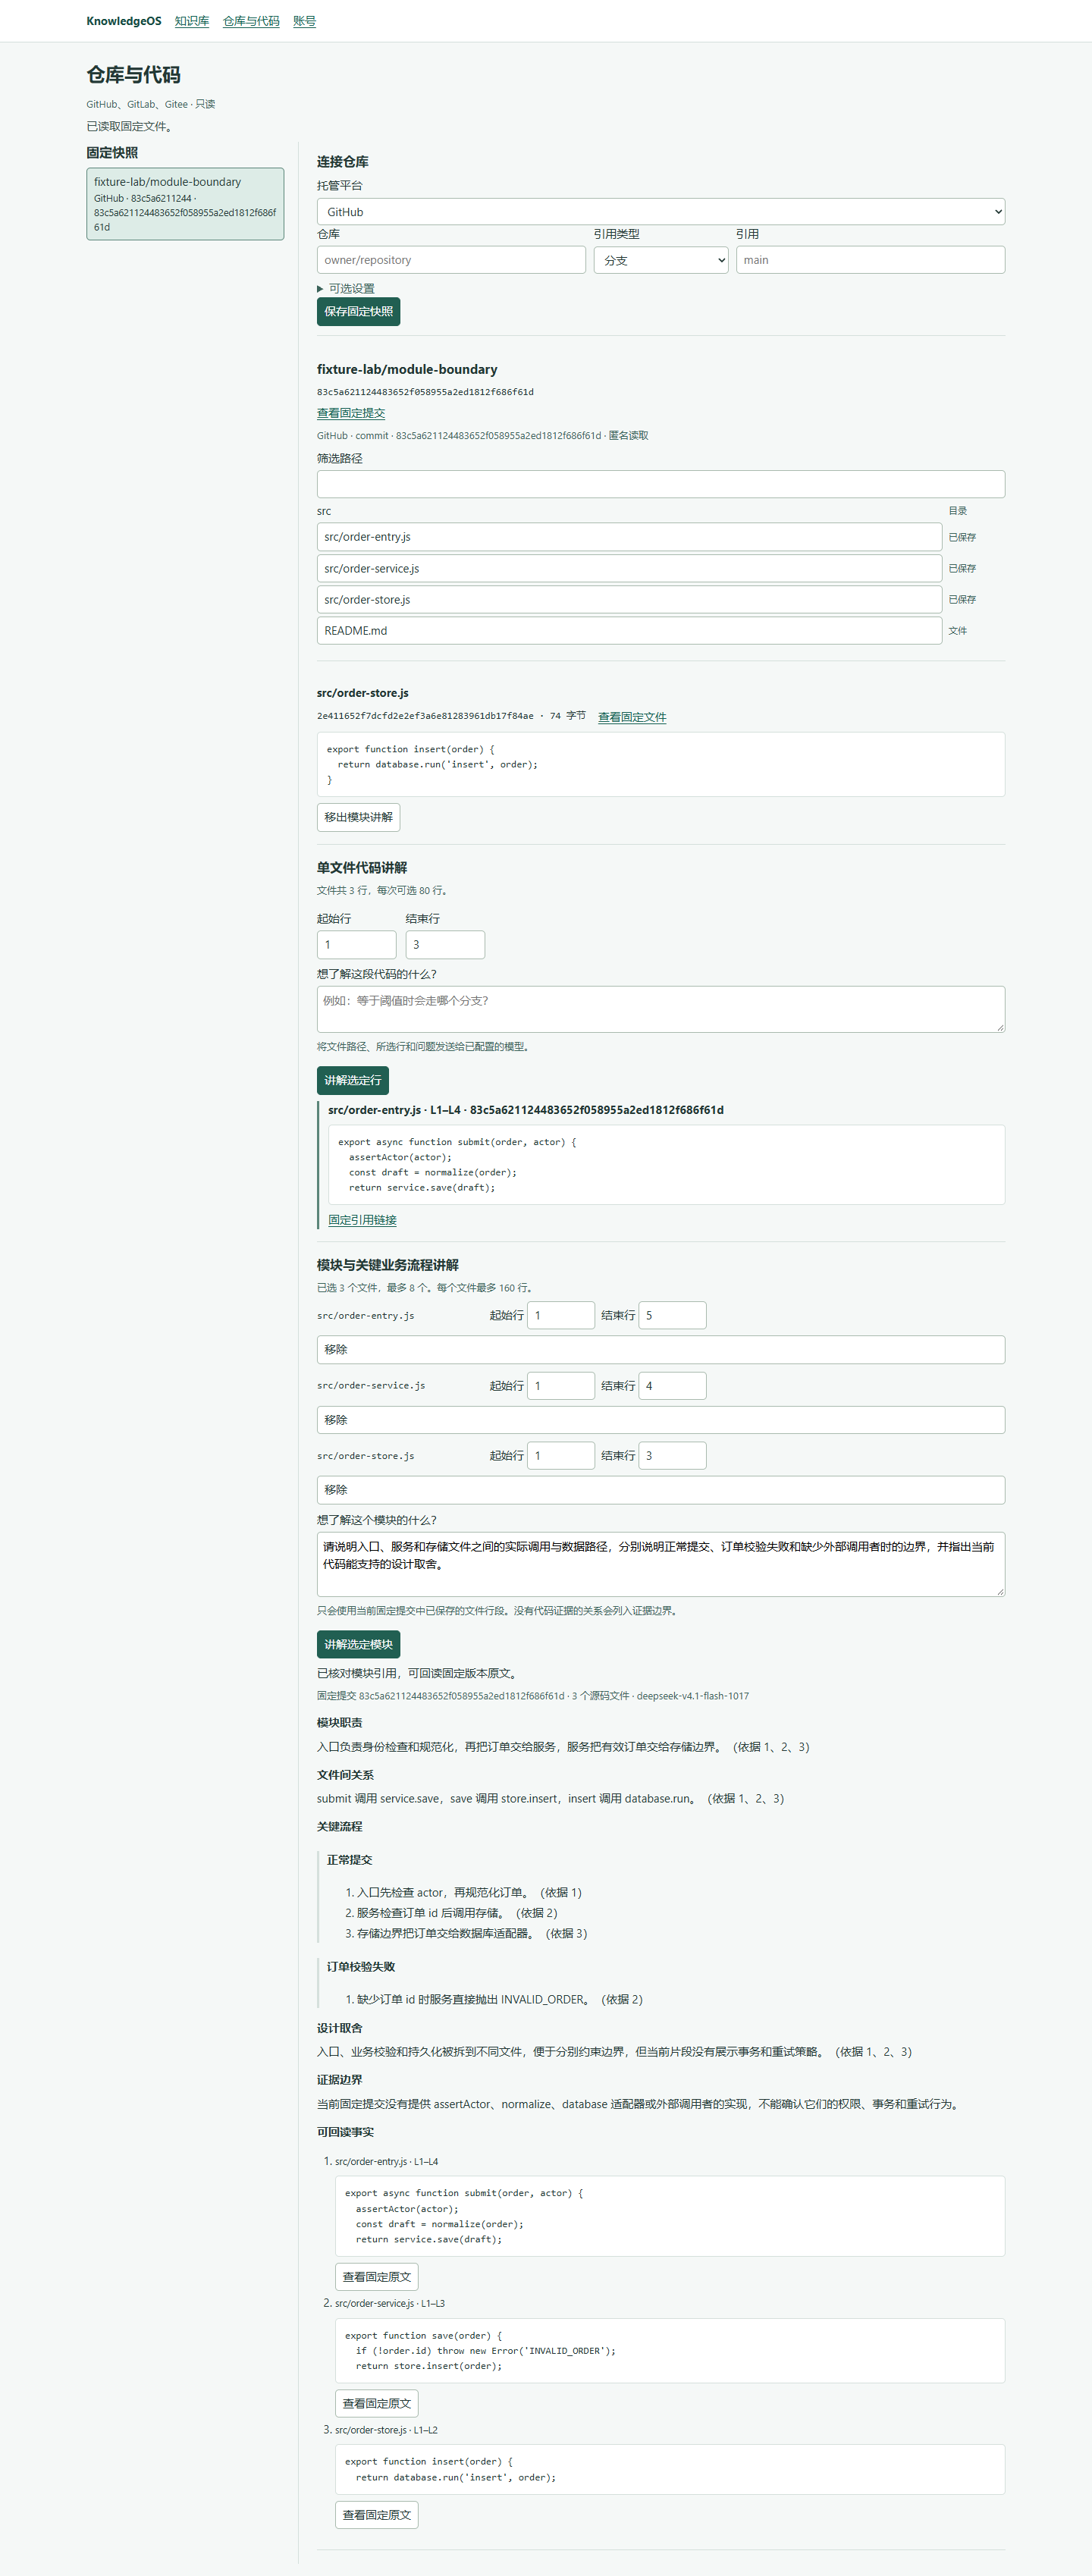 KnowledgeOS 知识库 仓库与代码 账号
仓库与代码
GitHub、GitLab、Gitee · 只读
已读取固定文件。
固定快照
fixture-lab/module-boundary
GitHub · 83c5a6211244 ·
83c5a621124483652f058955a2ed1812f686f
61d
连接仓库
托管平台
GitHub
仓库 引用类型 引用
owner/repository 分支 main
可选设置
保存固定快照
fixture-lab/module-boundary
83c5a621124483652f058955a2ed1812f686f61d
查看固定提交
GitHub · commit · 83c5a621124483652f058955a2ed1812f686f61d · 匿名读取
筛选路径
src 目录
src/order-entry.js 已保存
src/order-service.js 已保存
src/order-store.js 已保存
README.md 文件
src/order-store.js
2e411652f7dcfd2e2ef3a6e81283961db17f84ae · 74 字节 查看固定文件
export function insert(order) {
return database.run('insert', order);
}
移出模块讲解
单文件代码讲解
文件共 3 行，每次可选 80 行。
起始行 结束行
1 3
想了解这段代码的什么？
例如：等于阈值时会走哪个分支？
将文件路径、所选行和问题发送给已配置的模型。
讲解选定行
src/order-entry.js · L1–L4 · 83c5a621124483652f058955a2ed1812f686f61d
export async function submit(order, actor) {
assertActor(actor);
const draft = normalize(order);
return service.save(draft);
固定引用链接
模块与关键业务流程讲解
已选 3 个文件，最多 8 个。每个文件最多 160 行。
src/order-entry.js 起始行 1 结束行 5
移除
src/order-service.js 起始行 1 结束行 4
移除
src/order-store.js 起始行 1 结束行 3
移除
想了解这个模块的什么？
请说明入口、服务和存储文件之间的实际调用与数据路径，分别说明正常提交、订单校验失败和缺少外部调用者时的边界，并指出当前
代码能支持的设计取舍。
只会使用当前固定提交中已保存的文件行段。没有代码证据的关系会列入证据边界。
讲解选定模块
已核对模块引用，可回读固定版本原文。
固定提交 83c5a621124483652f058955a2ed1812f686f61d · 3 个源码文件 · deepseek-v4.1-flash-1017
模块职责
入口负责身份检查和规范化，再把订单交给服务，服务把有效订单交给存储边界。（依据 1、2、3）
文件间关系
submit 调用 service.save，save 调用 store.insert，insert 调用 database.run。（依据 1、2、3）
关键流程
正常提交
1. 入口先检查 actor，再规范化订单。（依据 1）
2. 服务检查订单 id 后调用存储。（依据 2）
3. 存储边界把订单交给数据库适配器。（依据 3）
订单校验失败
1. 缺少订单 id 时服务直接抛出 INVALID_ORDER。（依据 2）
设计取舍
入口、业务校验和持久化被拆到不同文件，便于分别约束边界，但当前片段没有展示事务和重试策略。（依据 1、2、3）
证据边界
当前固定提交没有提供 assertActor、normalize、database 适配器或外部调用者的实现，不能确认它们的权限、事务和重试行为。
可回读事实
1. src/order-entry.js · L1–L4
export async function submit(order, actor) {
assertActor(actor);
const draft = normalize(order);
return service.save(draft);
查看固定原文
2. src/order-service.js · L1–L3
export function save(order) {
if (!order.id) throw new Error('INVALID_ORDER');
return store.insert(order);
查看固定原文
3. src/order-store.js · L1–L2
export function insert(order) {
return database.run('insert', order);
查看固定原文